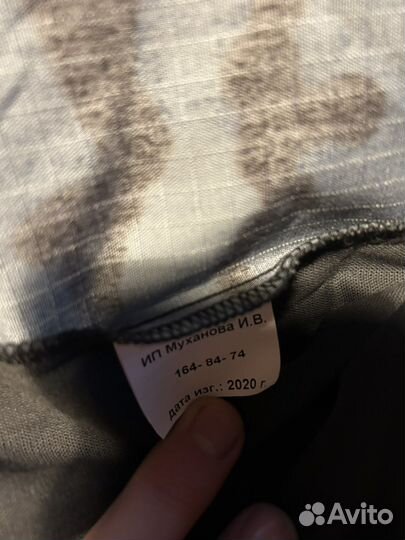 ИП Муханова И.В.
164- 84- 74
дата изг.: 2020 г
Avito